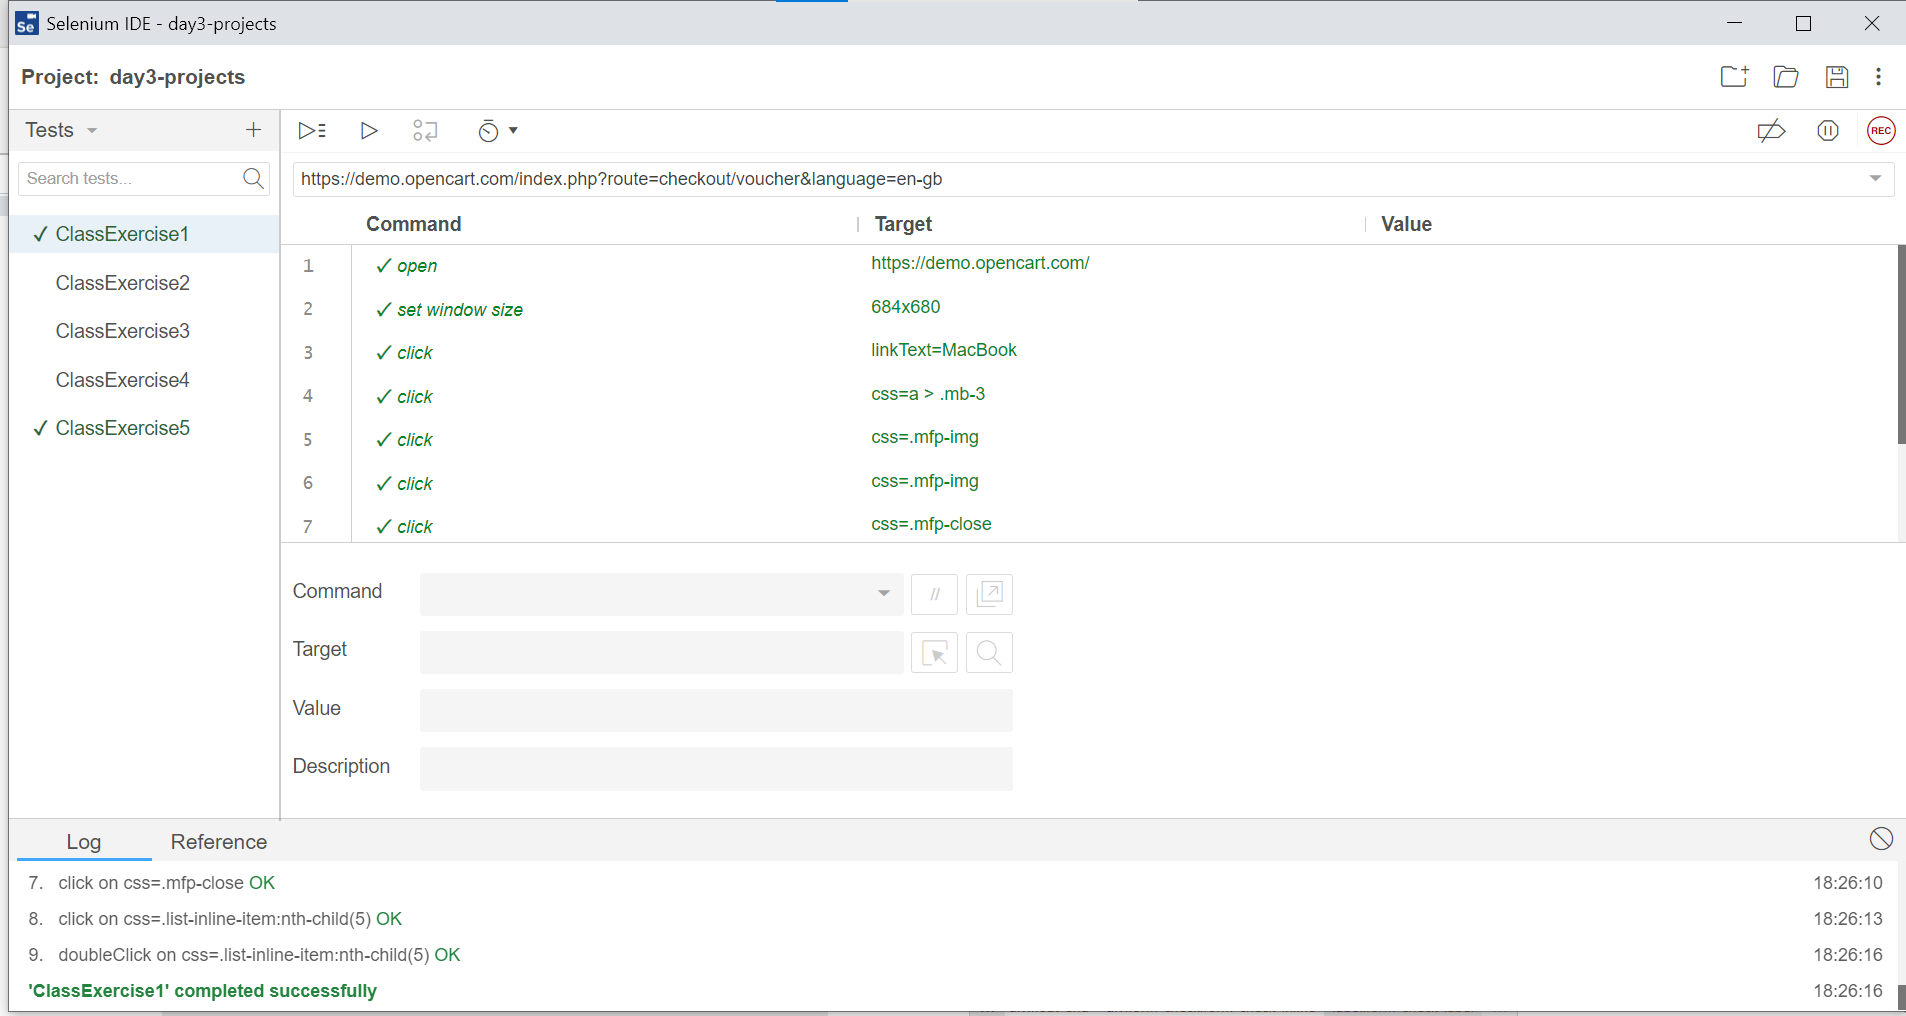 Se Selenium IDE - day3-projects
Project: day3-projects
Tests
Search tests...
ClassExercise1
ClassExercise2
ClassExercise3
ClassExercise4
ClassExercise5
REC
https://demo.opencart.com/index.php?route=checkout/voucher&language=en-gb
Command Target Value
1 open https://demo.opencart.com/
2 set window size 684x680
3 click linkText=MacBook
4 click css=a > .mb-3
5 click css=.mfp-img
6 click css=.mfp-img
7 click css=.mfp-close
Command //
Target
Value
Description
Log Reference
7. click on css=.mfp-close OK 18:26:10
8. click on css=.list-inline-item:nth-child(5) OK 18:26:13
9. doubleClick on css=.list-inline-item:nth-child(5) OK 18:26:16
'ClassExercise1' completed successfully 18:26:16